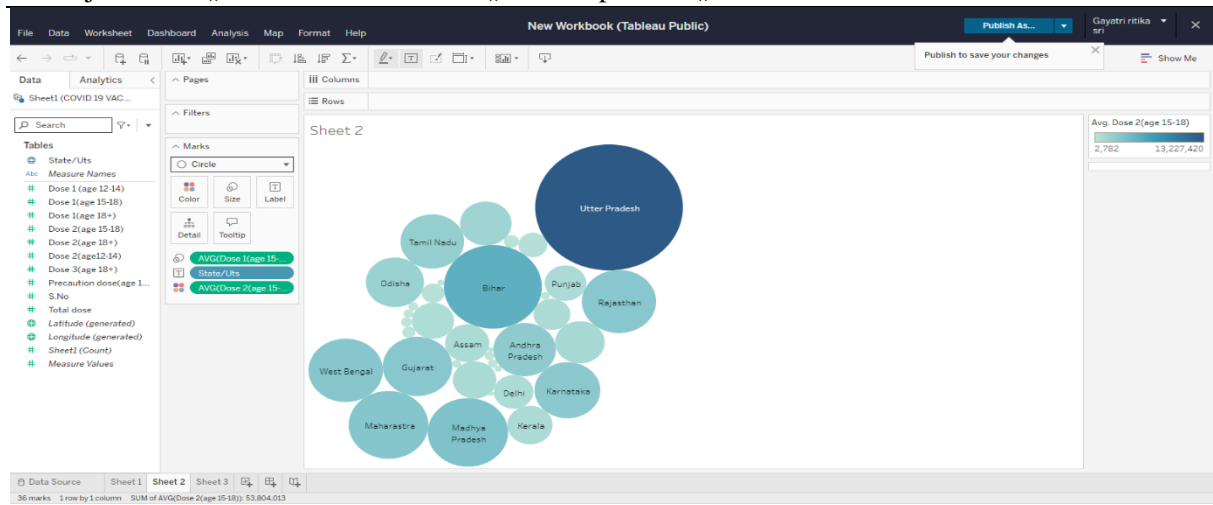 New Workbook (Tableau Public)
Publish As...
Gayatri ritika
sri
File Data Worksheet Dashboard Analysis Map Format Help
Publish to save your changes
Show Me
Data Analytics
Pages
Columns
Sheet1 (COVID 19 VAC...
Rows
Filters
Search
Sheet 2
Avg. Dose 2(age 15-18)
2,782 13,227,420
Tables
Marks
State/Uts
Circle
Abc Measure Names
# Dose 1 (age 12-14)
# Dose 1(age 15-18)
# Dose 1(age 18+)
# Dose 2(age 15-18)
# Dose 2(age 18+)
# Dose 2(age12-14)
# Dose 3(age 18+)
# Precaution dose(age 1...
# S.No
# Total dose
Latitude (generated)
Longitude (generated)
# Sheet1 (Count)
# Measure Values
Color Size Label
Detail Tooltip
AVG(Dose 1(age 15-...
State/Uts
AVG(Dose 2(age 15-...
Utter Pradesh
Tamil Nadu
Odisha
Bihar
Punjab
Rajasthan
Assam
Andhra
Pradesh
West Bengal
Gujarat
Delhi
Karnataka
Maharastra
Madhya
Pradesh
Kerala
Data Source Sheet 1 Sheet 2 Sheet 3
36 marks 1 row by 1 column SUM of AVG(Dose 2(age 15-18)): 53,804,013